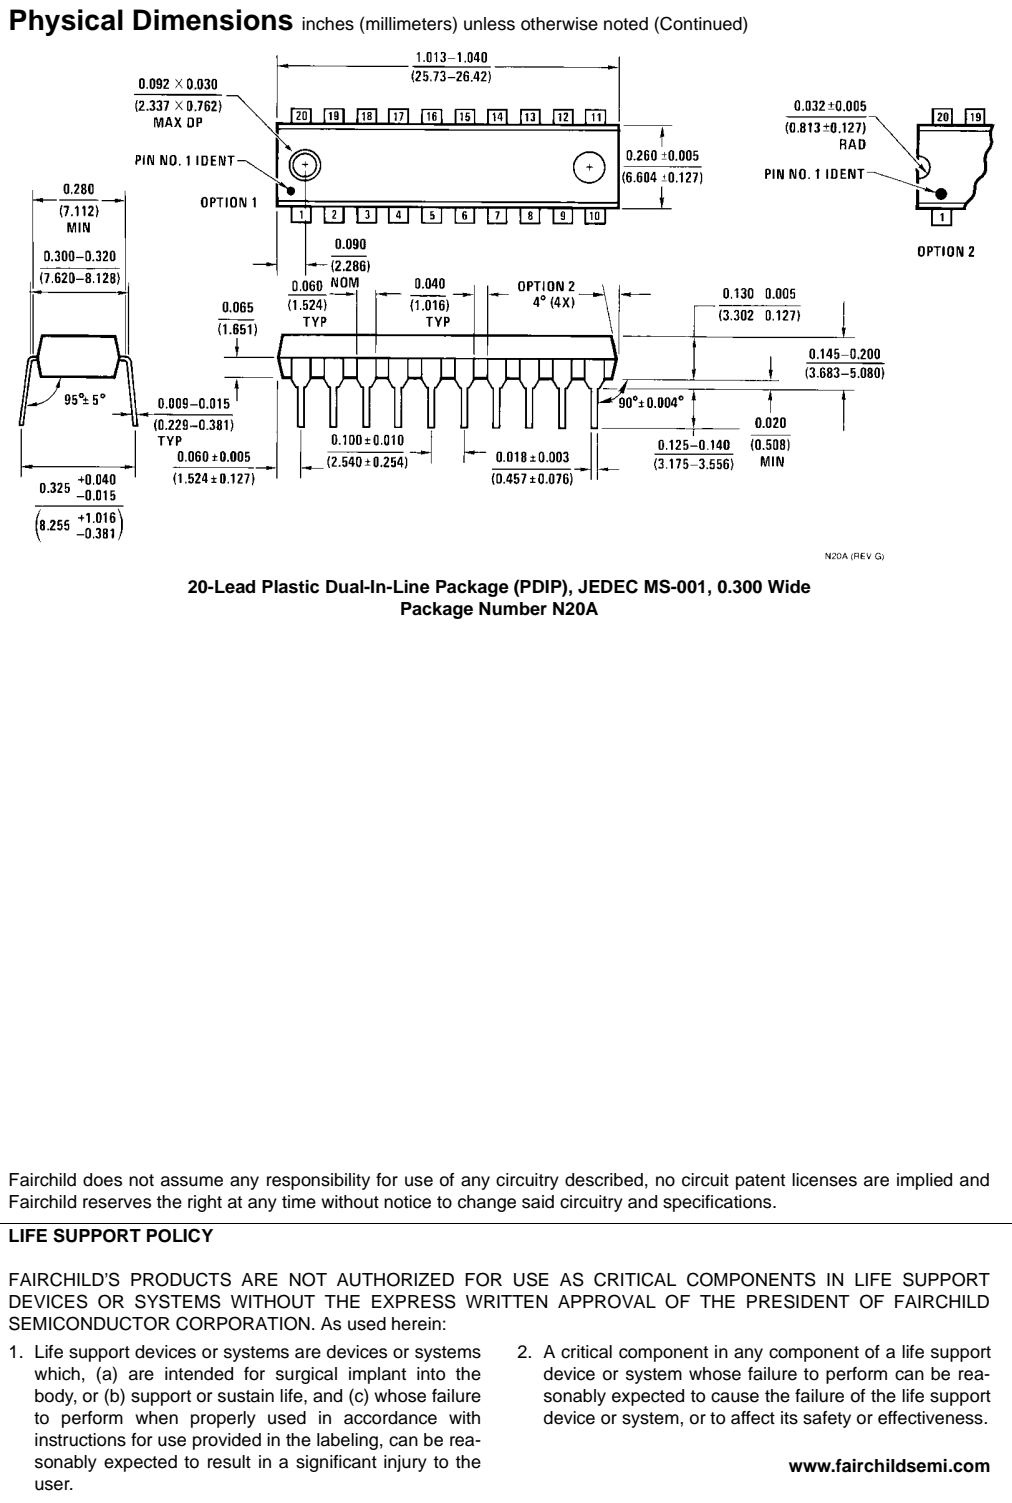 Physical Dimensions inches (millimeters) unless otherwise noted (Continued)
1.013–1.040
(25.73–26.42)
0.092 × 0.030
(2.337 × 0.762)
MAX DP
20 19 18 17 16 15 14 13 12 11
PIN NO. 1 IDENT
OPTION 1
1 2 3 4 5 6 7 8 9 10
0.260 ±0.005
(6.604 ±0.127)
0.032 ±0.005
(0.813 ±0.127)
RAD
PIN NO. 1 IDENT
20 19
1
OPTION 2
0.280
(7.112)
MIN
0.300–0.320
(7.620–8.128)
0.090
(2.286)
NOM
0.060
(1.524)
TYP
0.040
(1.016)
TYP
OPTION 2
4° (4X)
0.065
(1.651)
0.130 0.005
(3.302 0.127)
0.145–0.200
(3.683–5.080)
95°± 5°
0.009–0.015
(0.229–0.381)
TYP
90°± 0.004°
0.020
(0.508)
MIN
0.125–0.140
(3.175–3.556)
0.100 ± 0.010
(2.540 ± 0.254)
0.018 ± 0.003
(0.457 ± 0.076)
0.060 ± 0.005
(1.524 ± 0.127)
0.325 +0.040
–0.015
(8.255 +1.016
–0.381)
N20A (REV G)
20-Lead Plastic Dual-In-Line Package (PDIP), JEDEC MS-001, 0.300 Wide
Package Number N20A
Fairchild does not assume any responsibility for use of any circuitry described, no circuit patent licenses are implied and
Fairchild reserves the right at any time without notice to change said circuitry and specifications.
LIFE SUPPORT POLICY
FAIRCHILD'S PRODUCTS ARE NOT AUTHORIZED FOR USE AS CRITICAL COMPONENTS IN LIFE SUPPORT
DEVICES OR SYSTEMS WITHOUT THE EXPRESS WRITTEN APPROVAL OF THE PRESIDENT OF FAIRCHILD
SEMICONDUCTOR CORPORATION. As used herein:
1. Life support devices or systems are devices or systems
which, (a) are intended for surgical implant into the
body, or (b) support or sustain life, and (c) whose failure
to perform when properly used in accordance with
instructions for use provided in the labeling, can be rea-
sonably expected to result in a significant injury to the
user.
2. A critical component in any component of a life support
device or system whose failure to perform can be rea-
sonably expected to cause the failure of the life support
device or system, or to affect its safety or effectiveness.
www.fairchildsemi.com